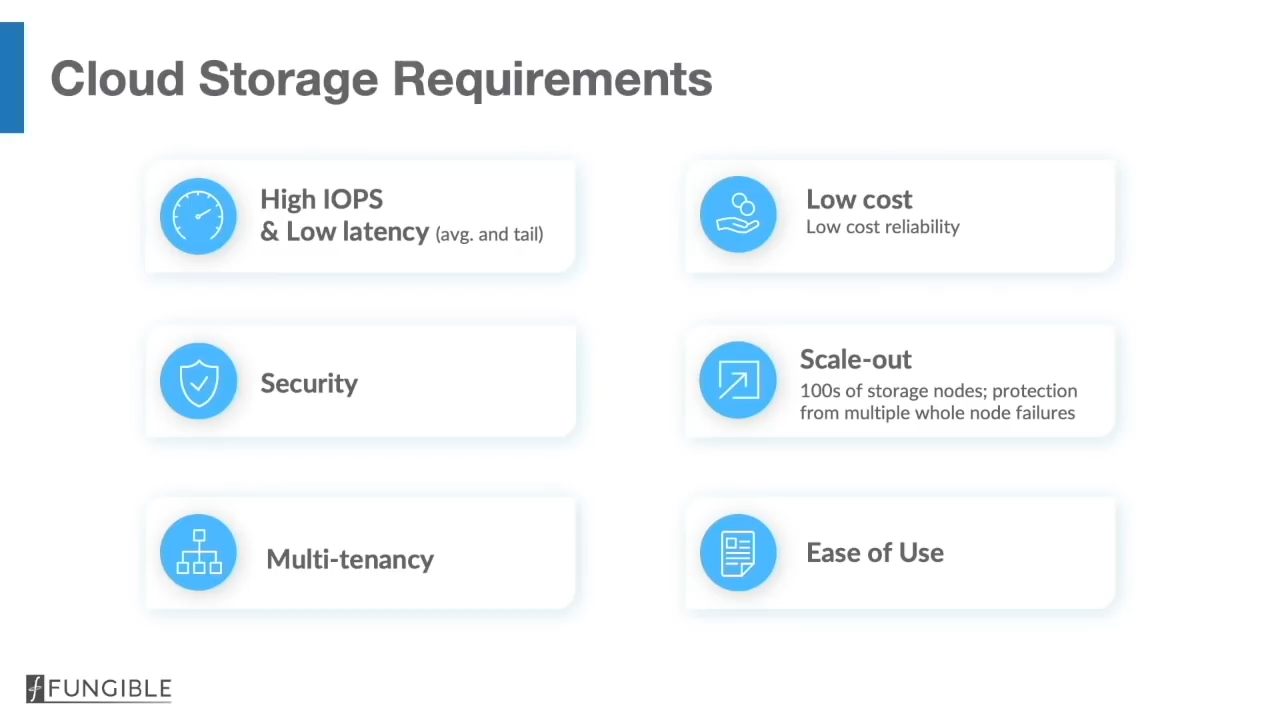 Cloud Storage Requirements
High IOPS
& Low latency (avg. and tail)
Low cost
Low cost reliability
Security
Scale-out
100s of storage nodes; protection
from multiple whole node failures
Multi-tenancy
Ease of Use
FUNGIBLE